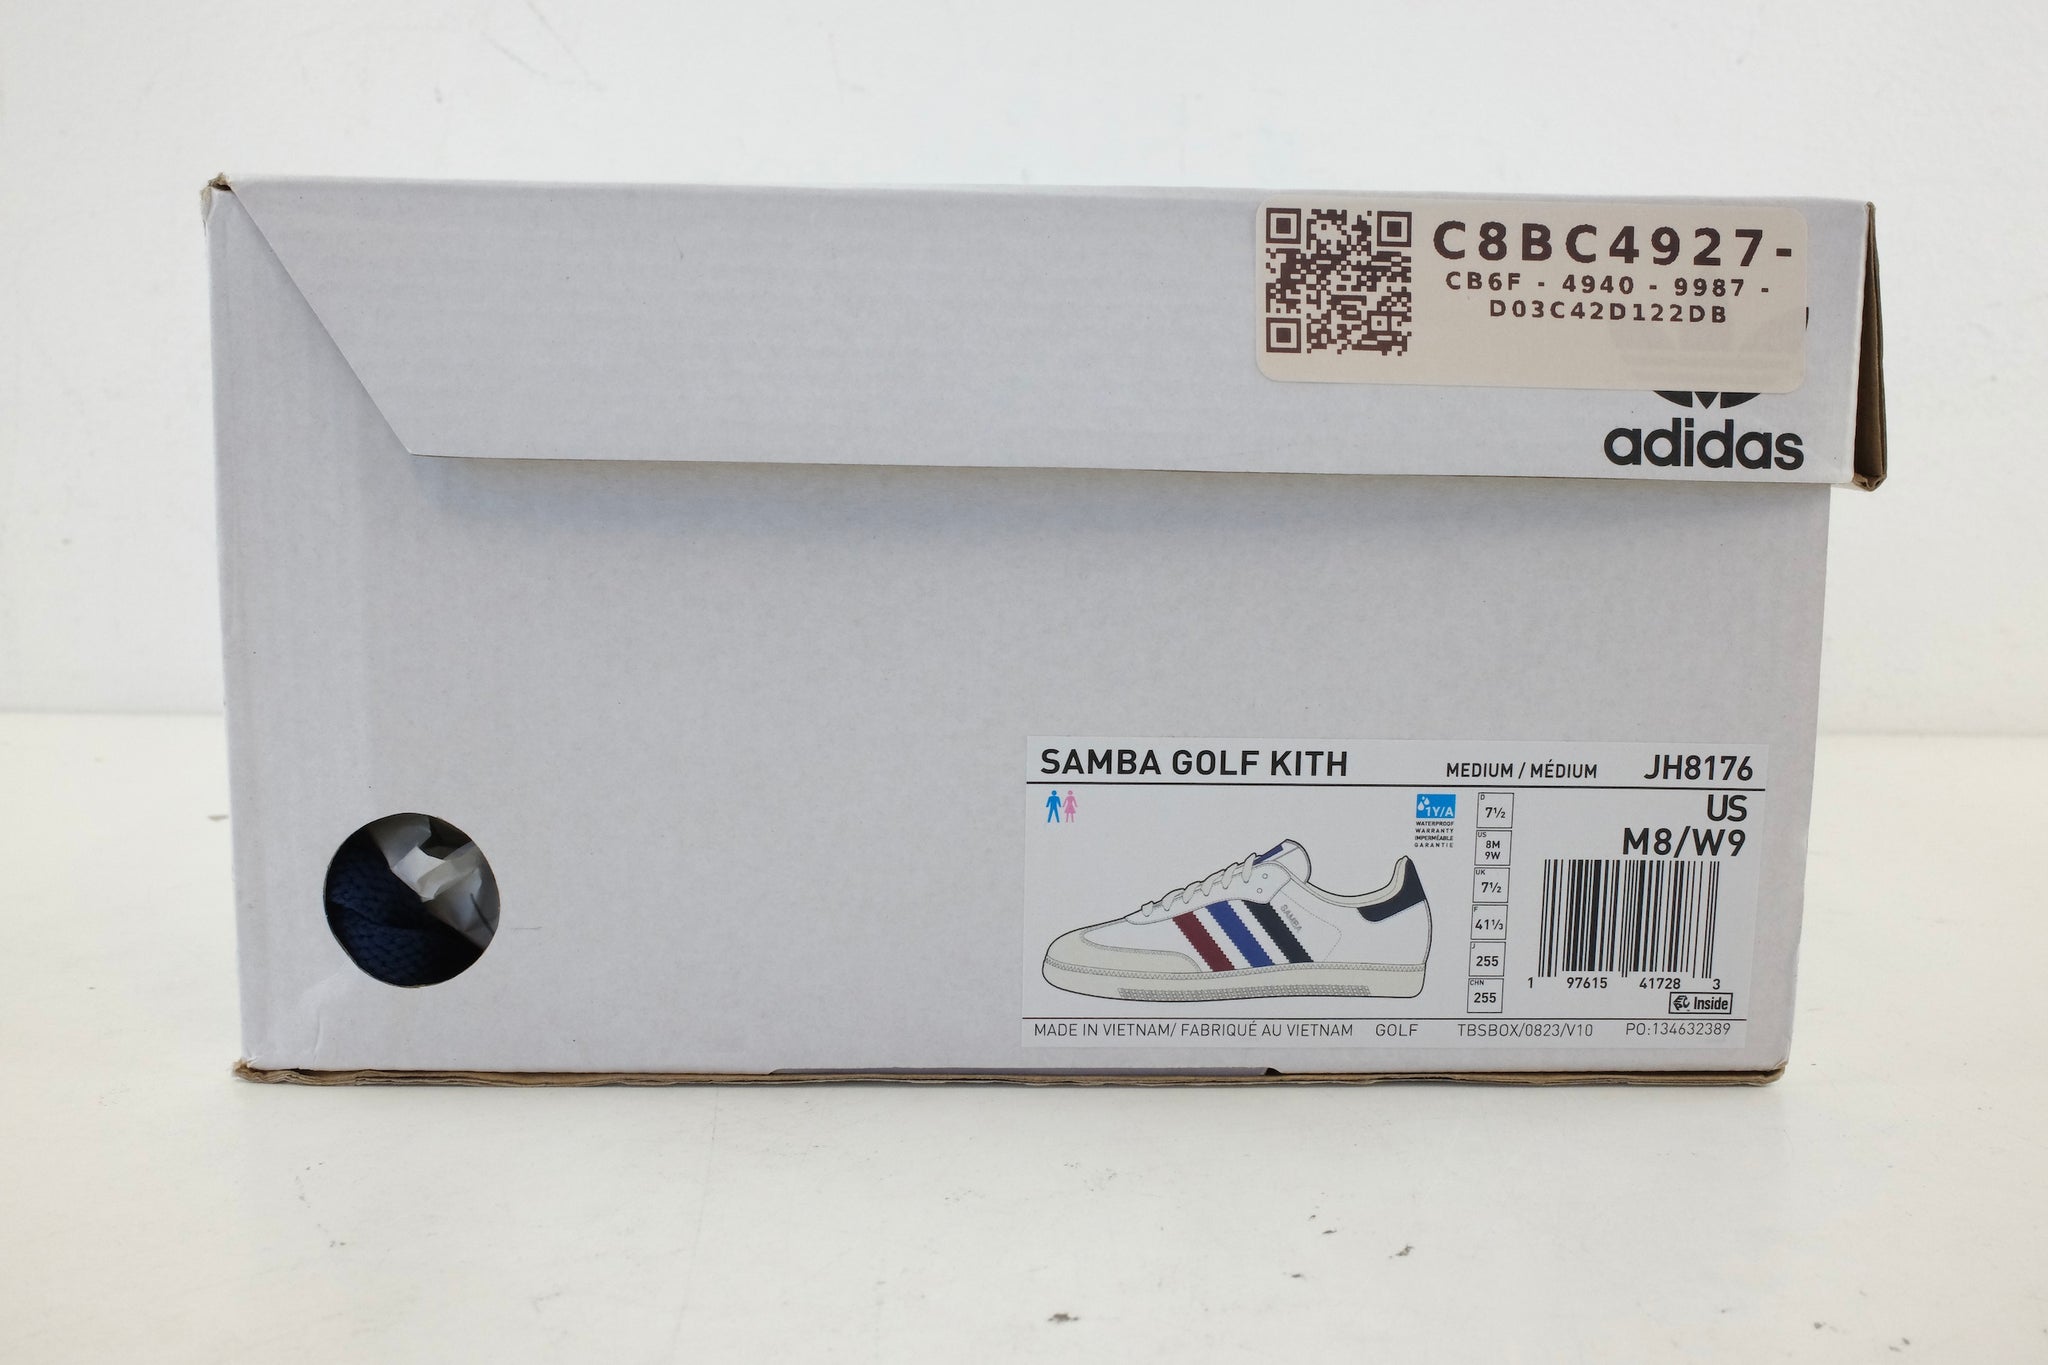 C8BC4927-
CB6F - 4940 - 9987 -
D03C42D122DB
adidas
SAMBA GOLF KITH
MEDIUM / MÉDIUM
JH8176
US
M8/W9
1Y/A
WATERPROOF
WARRANTY
IMPERMÉABLE
GARANTIE
D
7½
US
8M
9W
UK
7½
F
41⅓
J
255
CHN
255
SAMBA
1 97615 41728 3
Inside
MADE IN VIETNAM/ FABRIQUÉ AU VIETNAM GOLF TBSBOX/0823/V10 PO:134632389